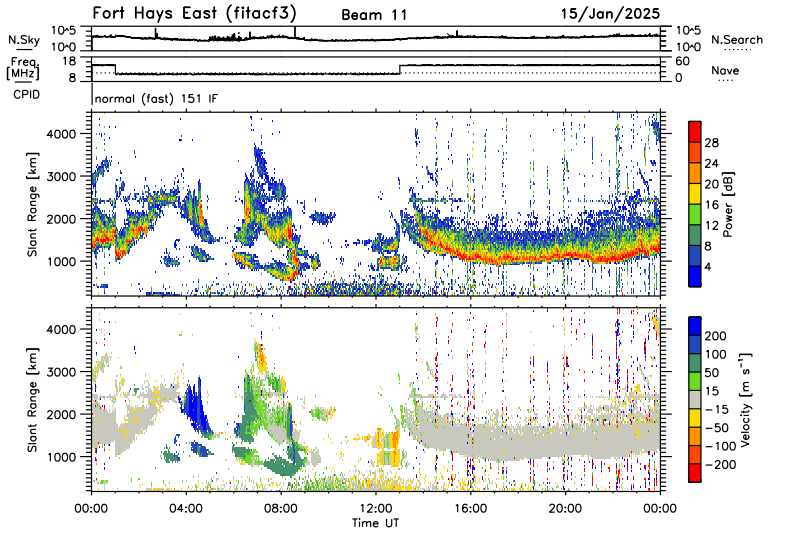 Fort Hays East (fitacf3) Beam 11 15/Jan/2025
N.Sky 10^5 10^0 10^5 10^0 N.Search
Freq. [MHz] 18 8 60 0 Nave
CPID normal (fast) 151 IF
Slant Range [km] 4000 3000 2000 1000
Power [dB] 28 24 20 16 12 8 4
Slant Range [km] 4000 3000 2000 1000
Velocity [m s⁻¹] 200 100 50 15 −15 −50 −100 −200
00:00 04:00 08:00 12:00 16:00 20:00 00:00
Time UT